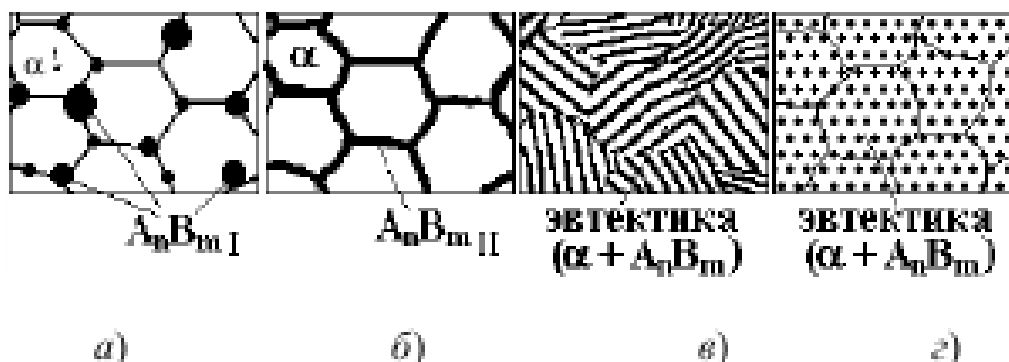 α
α
AₙBₘ I
AₙBₘ II
эвтектика
(α + AₙBₘ)
эвтектика
(α + AₙBₘ)
а) б) в) г)